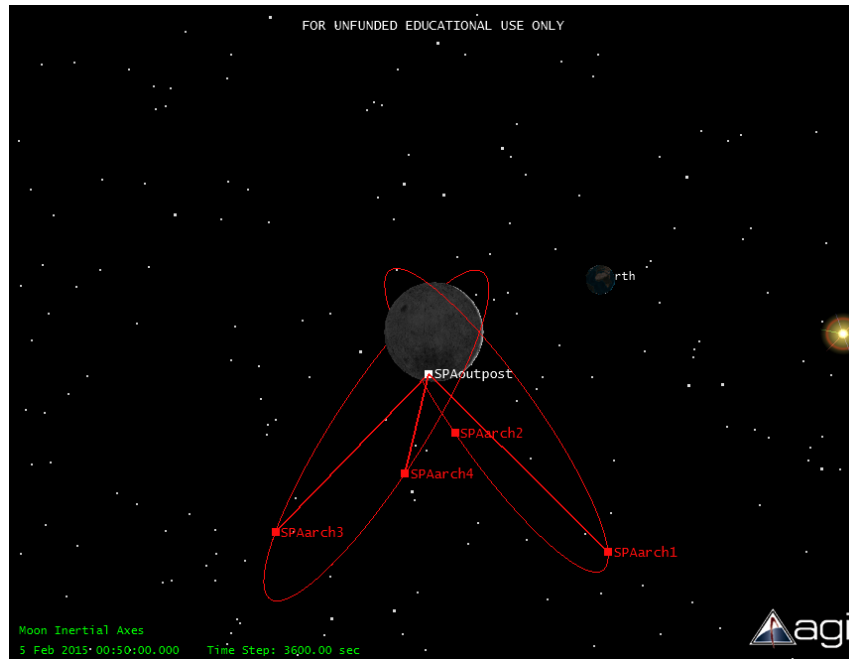 FOR UNFUNDED EDUCATIONAL USE ONLY
rth
SPAoutpost
SPAarch2
SPAarch4
SPAarch3
SPAarch1
Moon Inertial Axes
5 Feb 2015 00:50:00.000 Time Step: 3600.00 sec
agi